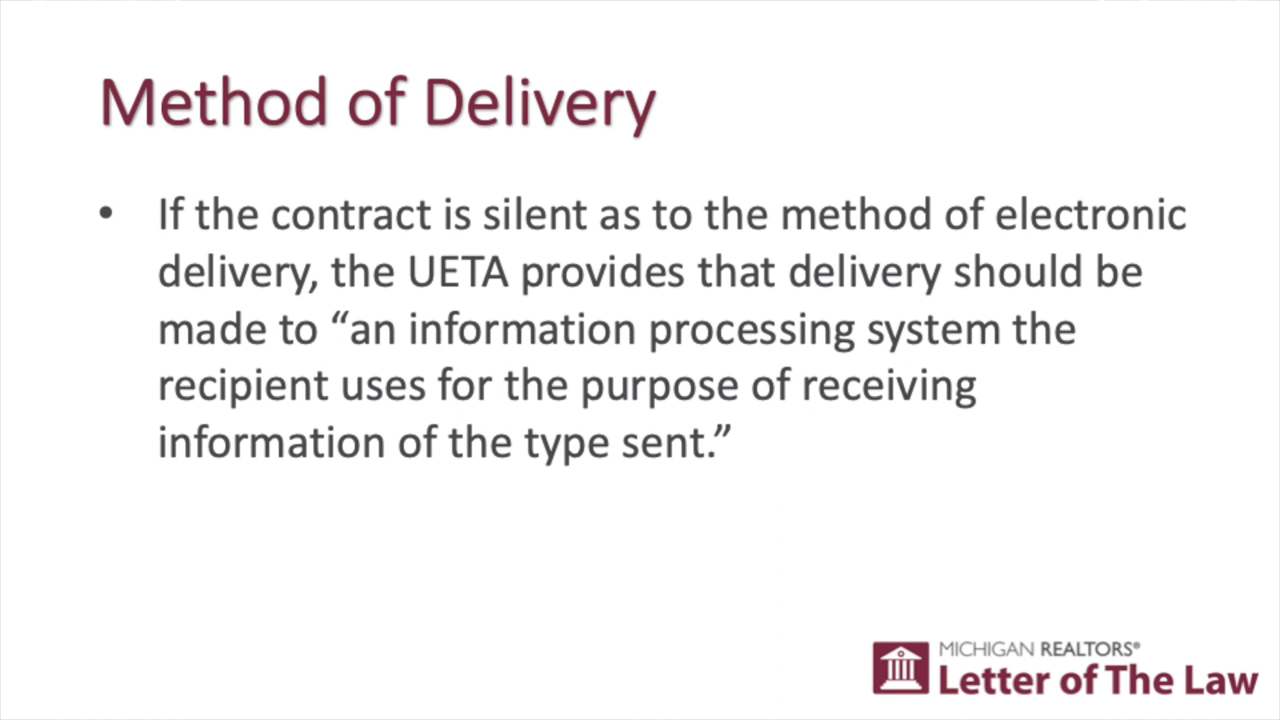 Method of Delivery
• If the contract is silent as to the method of electronic
delivery, the UETA provides that delivery should be
made to “an information processing system the
recipient uses for the purpose of receiving
information of the type sent.”
MICHIGAN REALTORS®
Letter of The Law